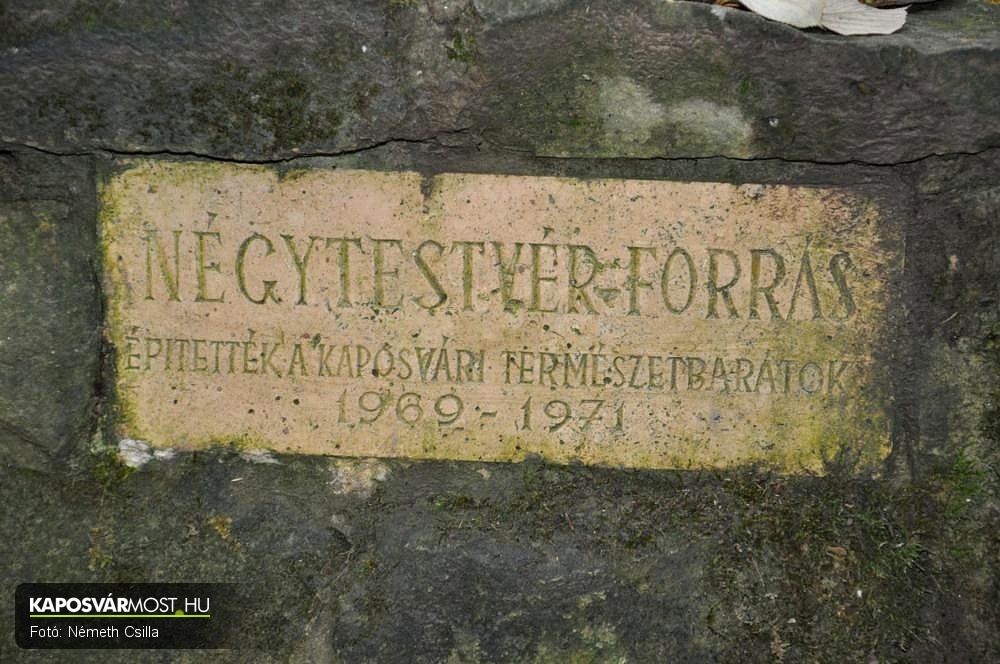 NÉGYTESTVÉR-FORRÁS
ÉPITETTÉK A KAPOSVÁRI TERMÉSZETBARÁTOK
1969-1971
KAPOSVÁRMOST.HU
Fotó: Németh Csilla